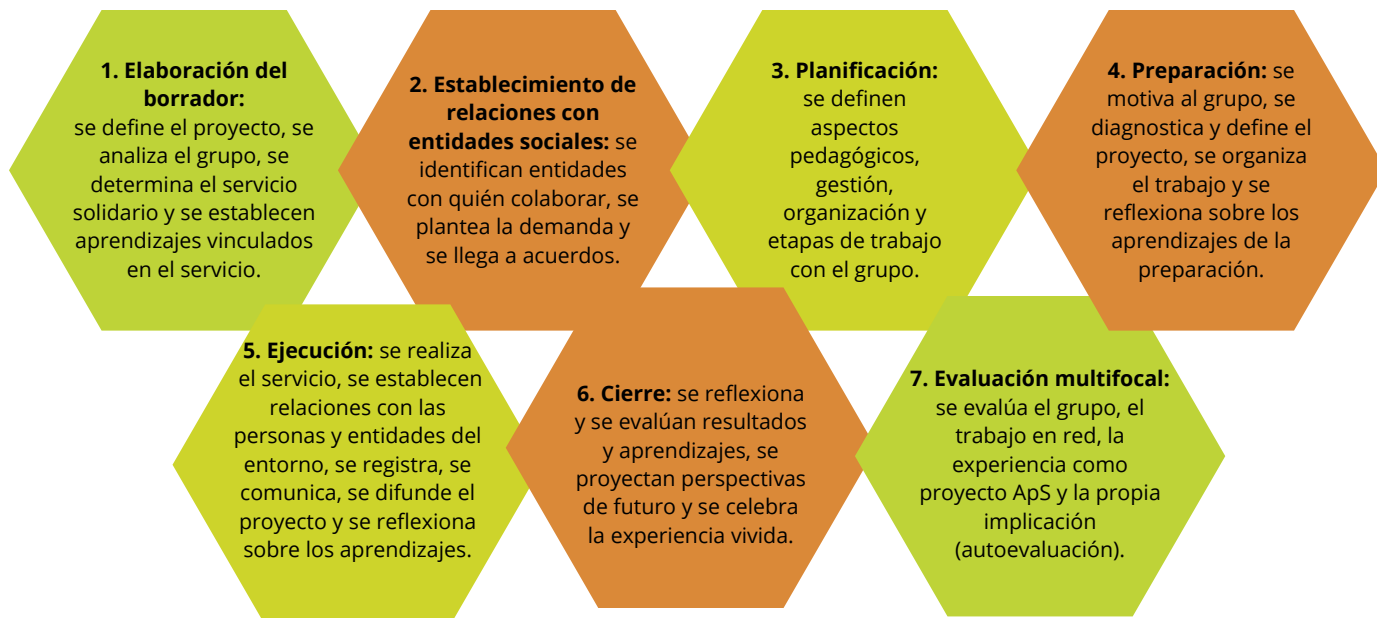 1. Elaboración del
borrador:
se define el proyecto, se
analiza el grupo, se
determina el servicio
solidario y se establecen
aprendizajes vinculados
en el servicio.
2. Establecimiento de
relaciones con
entidades sociales: se
identifican entidades
con quién colaborar, se
plantea la demanda y
se llega a acuerdos.
3. Planificación:
se definen
aspectos
pedagógicos,
gestión,
organización y
etapas de trabajo
con el grupo.
4. Preparación: se
motiva al grupo, se
diagnostica y define el
proyecto, se organiza
el trabajo y se
reflexiona sobre los
aprendizajes de la
preparación.
5. Ejecución: se realiza
el servicio, se establecen
relaciones con las
personas y entidades del
entorno, se registra, se
comunica, se difunde el
proyecto y se reflexiona
sobre los aprendizajes.
6. Cierre: se reflexiona
y se evalúan resultados
y aprendizajes, se
proyectan perspectivas
de futuro y se celebra
la experiencia vivida.
7. Evaluación multifocal:
se evalúa el grupo, el
trabajo en red, la
experiencia como
proyecto ApS y la propia
implicación
(autoevaluación).